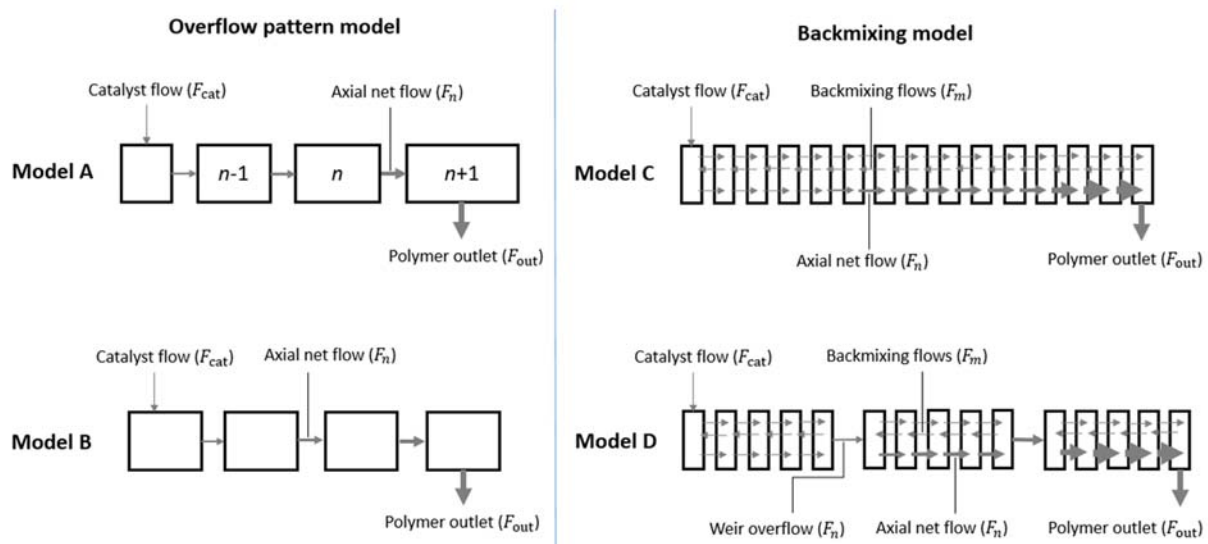 Overflow pattern model
Catalyst flow (Fcat)
Axial net flow (Fn)
Model A
n-1
n
n+1
Polymer outlet (Fout)
Catalyst flow (Fcat)
Axial net flow (Fn)
Model B
Polymer outlet (Fout)
Backmixing model
Catalyst flow (Fcat)
Backmixing flows (Fm)
Model C
Axial net flow (Fn)
Polymer outlet (Fout)
Catalyst flow (Fcat)
Backmixing flows (Fm)
Model D
Weir overflow (Fn)
Axial net flow (Fn)
Polymer outlet (Fout)